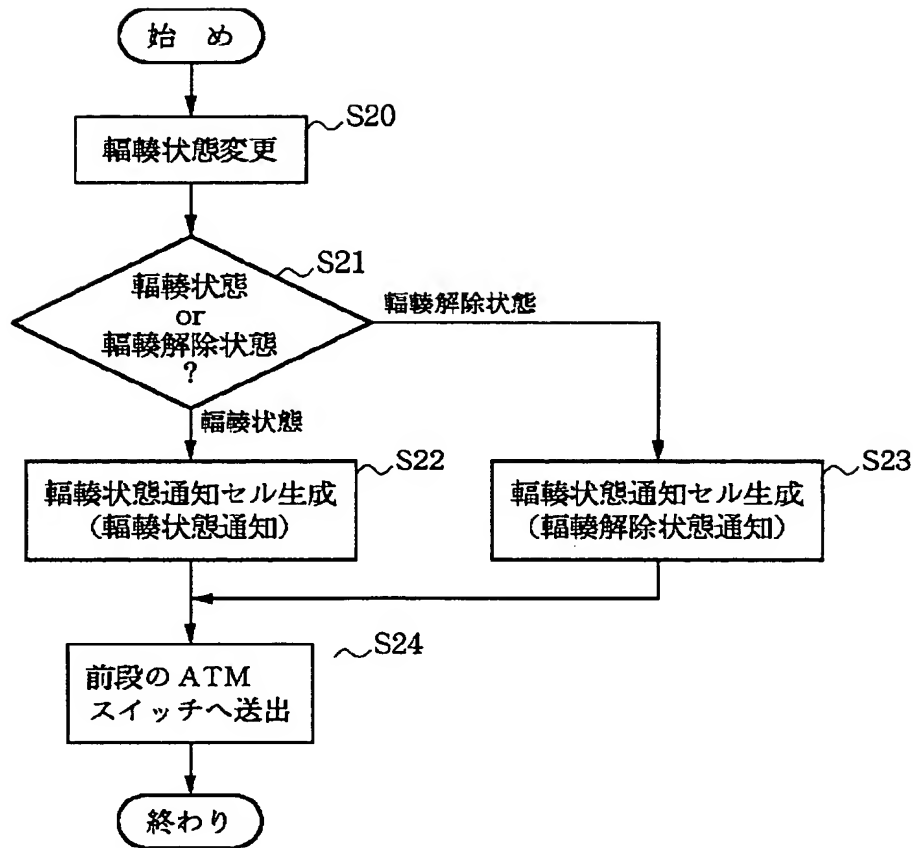 始 め
S20
輻輳状態変更
S21
輻輳状態
or
輻輳解除状態
?
輻輳解除状態
輻輳状態
S22
輻輳状態通知セル生成
(輻輳状態通知)
S23
輻輳状態通知セル生成
(輻輳解除状態通知)
S24
前段のATM
スイッチへ送出
終わり